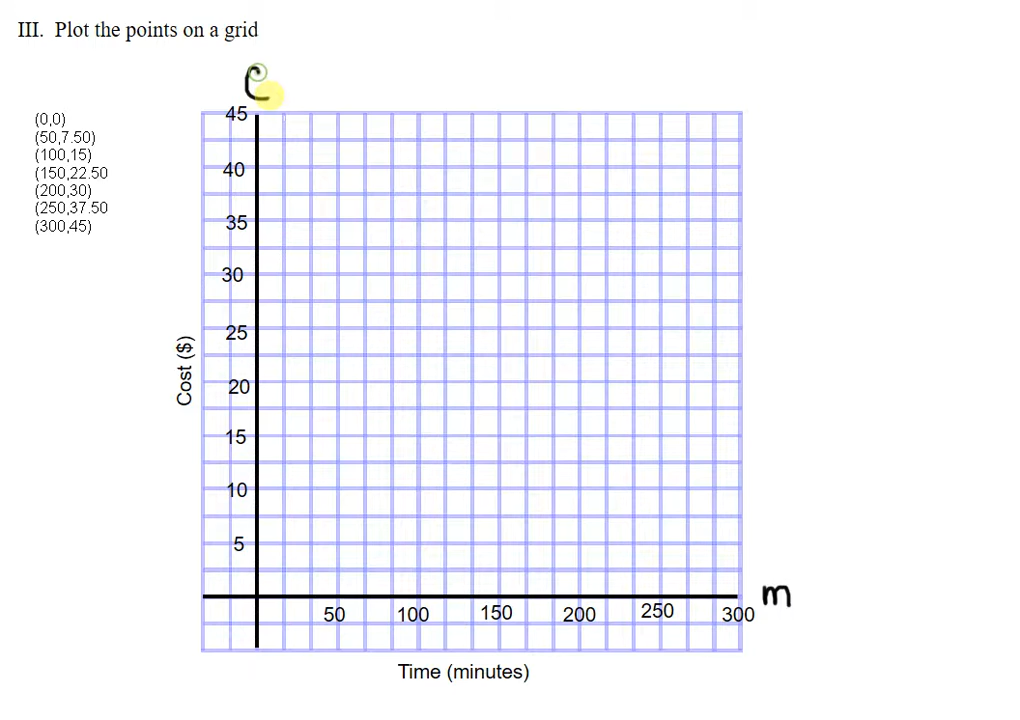 III. Plot the points on a grid
C
(0,0)
(50,7.50)
(100,15)
(150,22.50
(200,30)
(250,37.50
(300,45)
45
40
35
30
25
20
15
10
5
Cost ($)
50 100 150 200 250 300
m
Time (minutes)